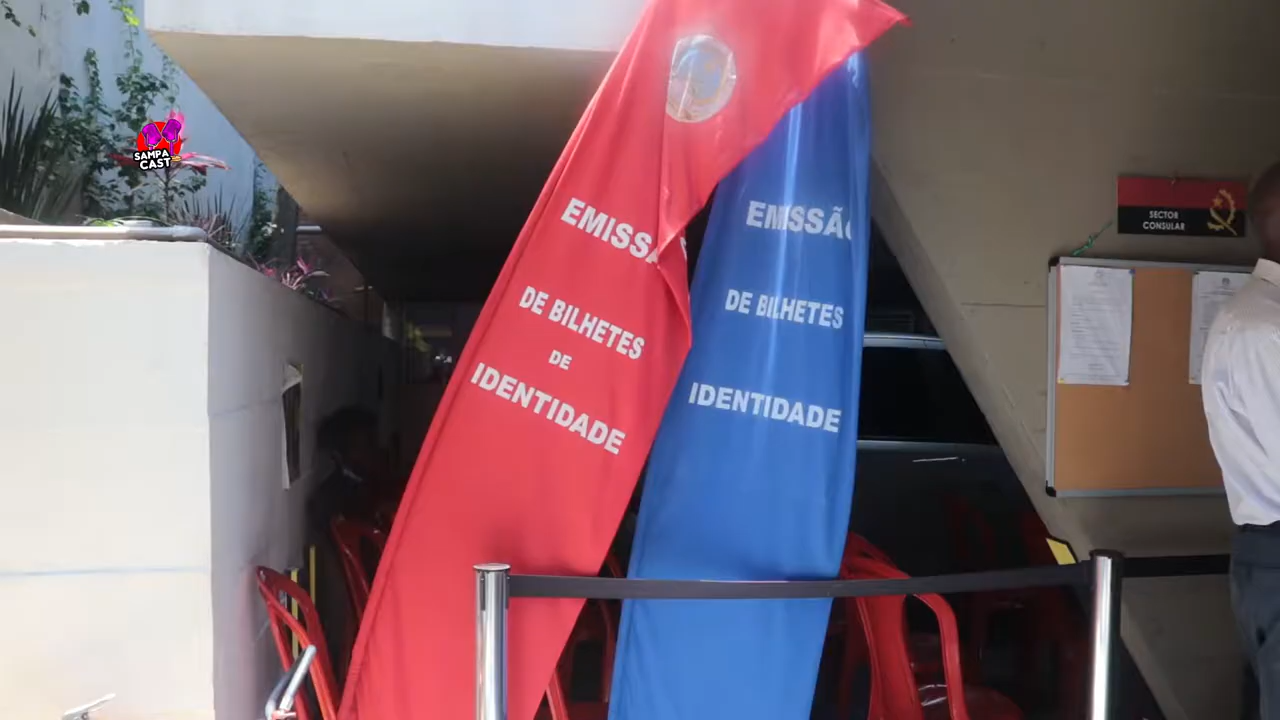 SAMPA
CAST
EMISSÃ
DE BILHETES
DE
IDENTIDADE
EMISSÃO
DE BILHETES
IDENTIDADE
SECTOR
CONSULAR